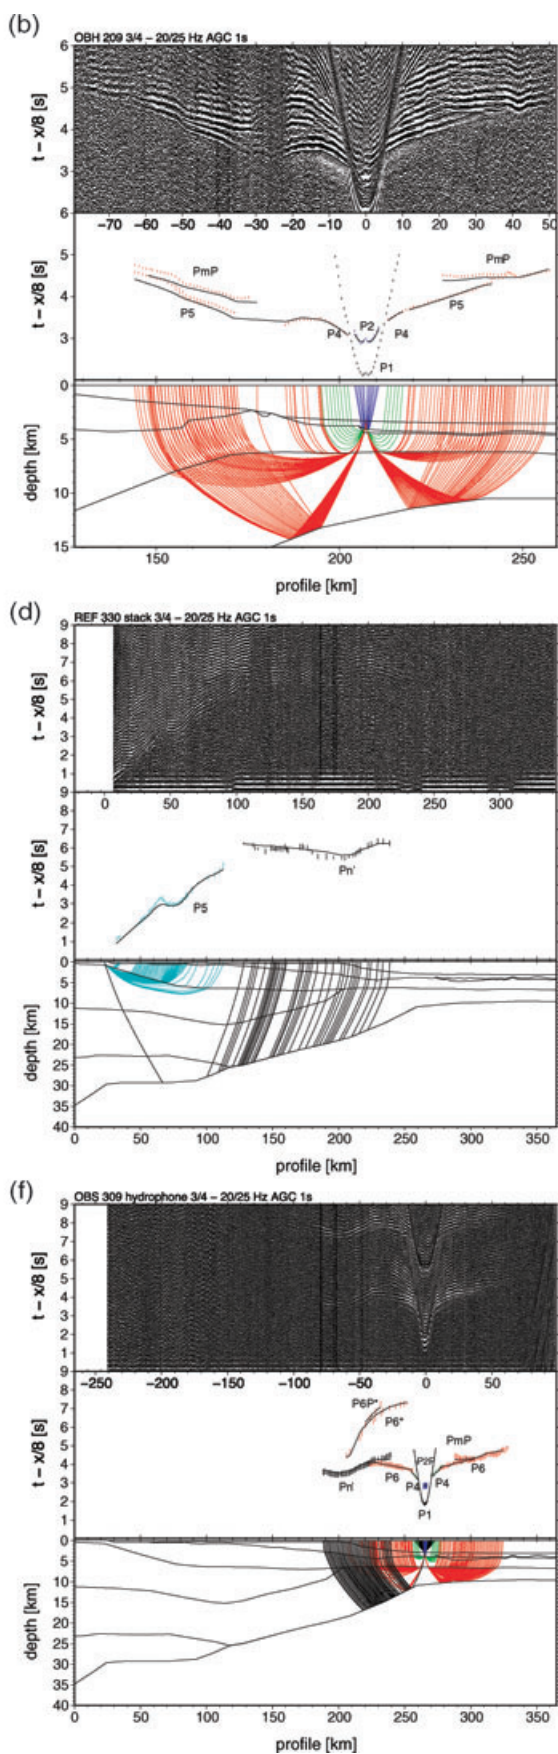 (b)
OBH 209 3/4 – 20/25 Hz AGC 1s
6
5
4
3
6
t – x/8 [s]
−70 −60 −50 −40 −30 −20 −10 0 10 20 30 40 50
5
4
3
2
t – x/8 [s]
PmP
P5
P4
P2
P4
P5
PmP
P1
0
5
10
15
depth [km]
150 200 250
profile [km]
(d)
REF 330 stack 3/4 – 20/25 Hz AGC 1s
9
8
7
6
5
4
3
2
1
9
t – x/8 [s]
0 50 100 150 200 250 300
8
7
6
5
4
3
2
1
t – x/8 [s]
Pn'
P5
0
5
10
15
20
25
30
35
40
depth [km]
0 50 100 150 200 250 300 350
profile [km]
(f)
OBS 309 hydrophone 3/4 – 20/25 Hz AGC 1s
9
8
7
6
5
4
3
2
1
9
t – x/8 [s]
−250 −200 −150 −100 −50 0 50
8
7
6
5
4
3
2
1
t – x/8 [s]
P6P*
P6*
PmP
P6
P6
P4
P4
Pn'
P1
0
5
10
15
20
25
30
35
40
depth [km]
0 50 100 150 200 250 300 350
profile [km]